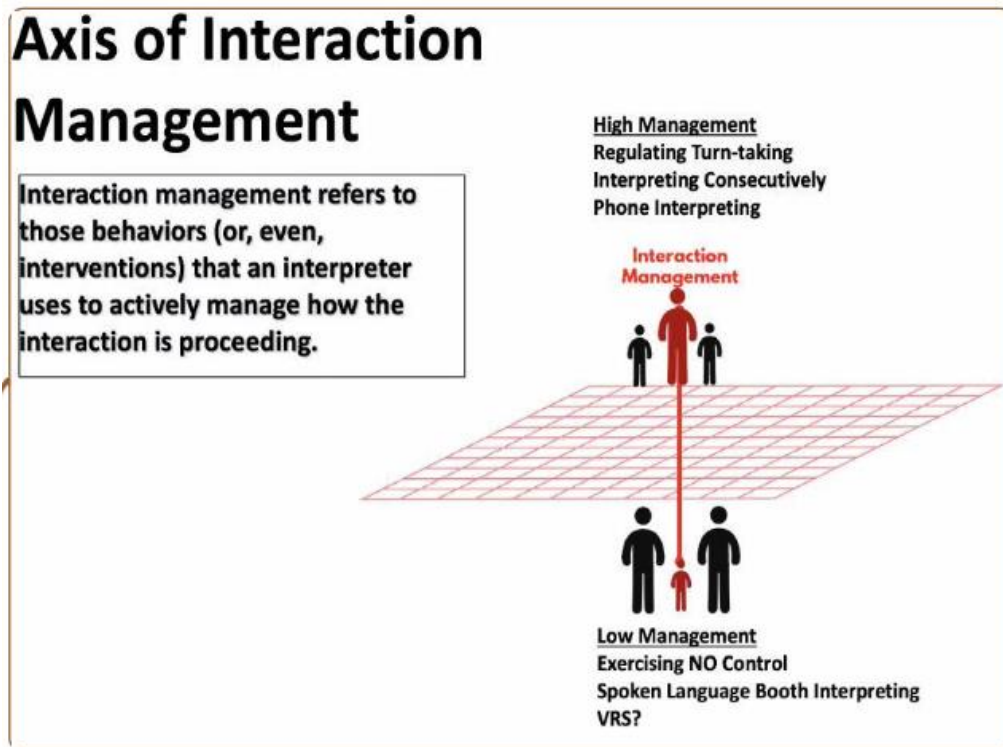 Axis of Interaction
Management
Interaction management refers to
those behaviors (or, even,
interventions) that an interpreter
uses to actively manage how the
interaction is proceeding.
High Management
Regulating Turn-taking
Interpreting Consecutively
Phone Interpreting
Interaction
Management
Low Management
Exercising NO Control
Spoken Language Booth Interpreting
VRS?